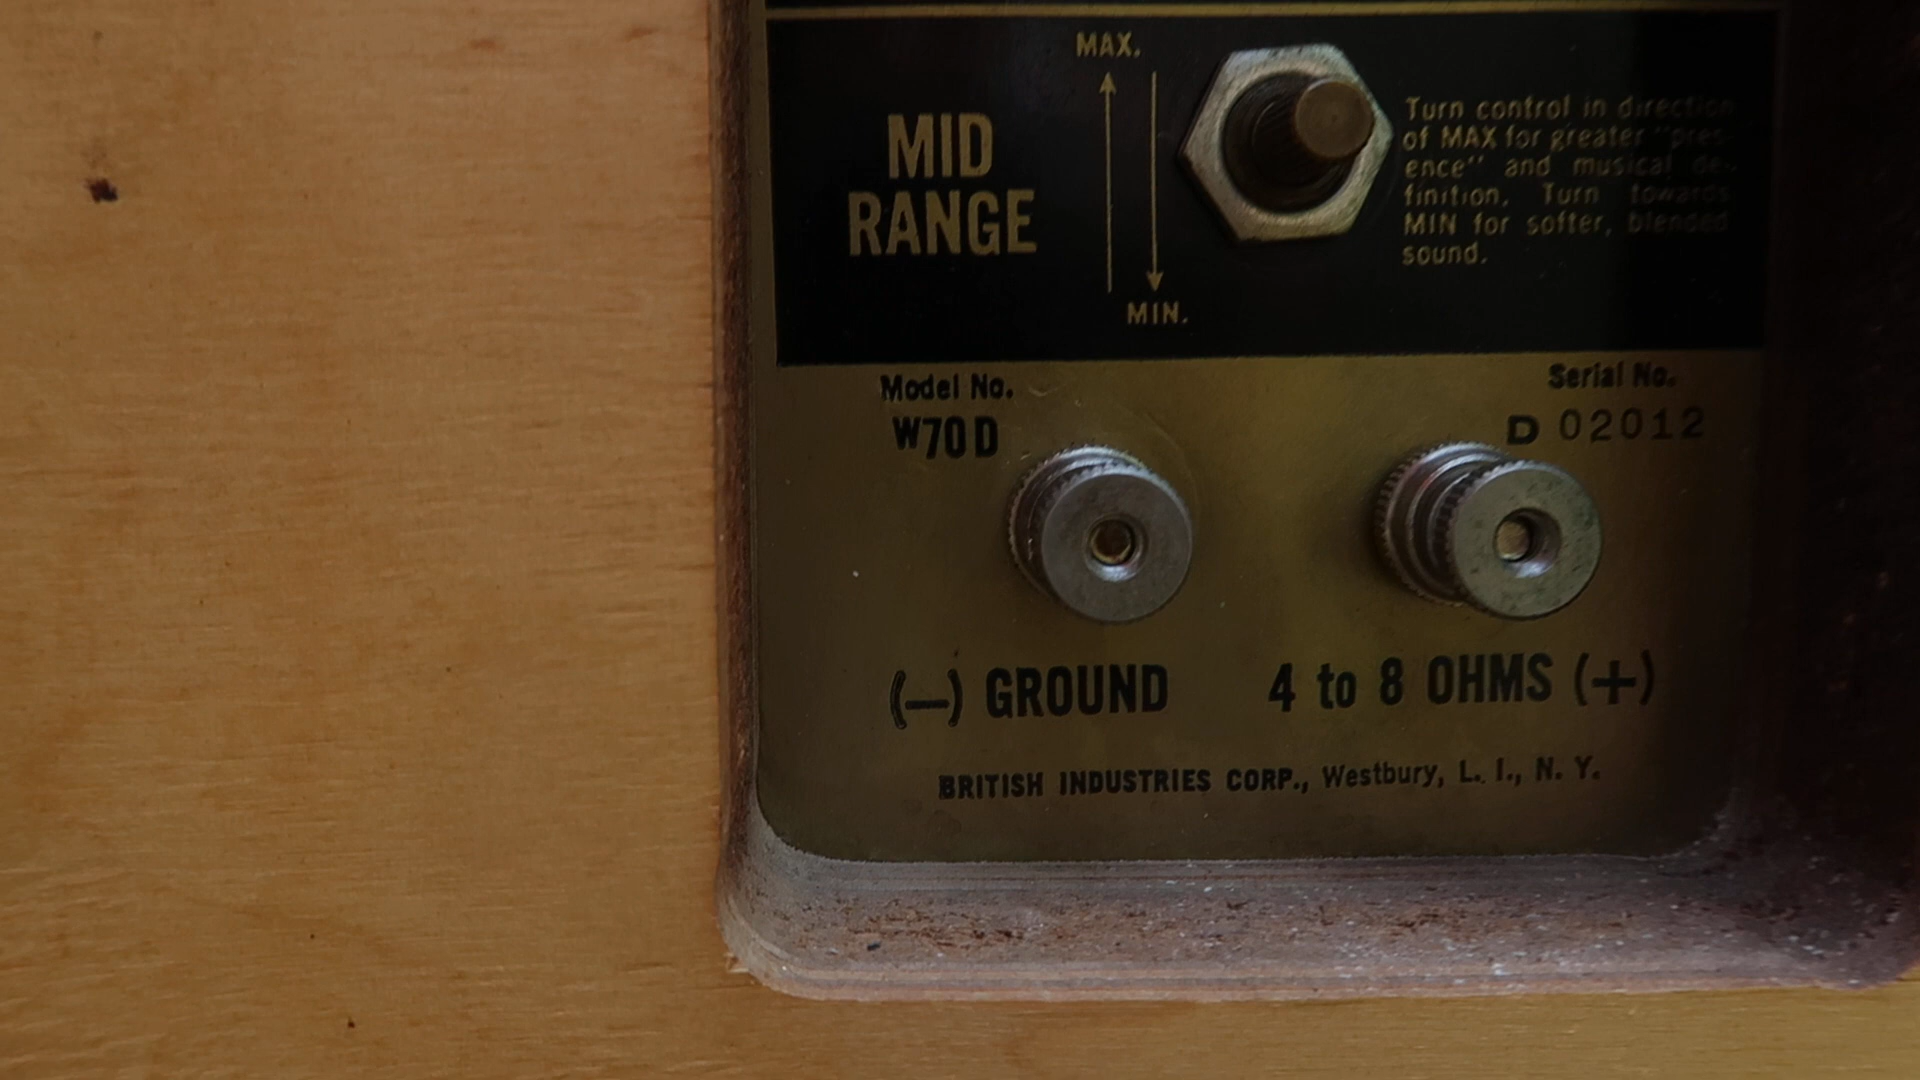 MAX.
MID
RANGE
MIN.
Turn control in direction
of MAX for greater "pres-
ence" and musical de-
finition. Turn towards
MIN for softer, blended
sound.
Model No.
W70D
Serial No.
D 02012
(—) GROUND
4 to 8 OHMS (+)
BRITISH INDUSTRIES CORP., Westbury, L. I., N. Y.